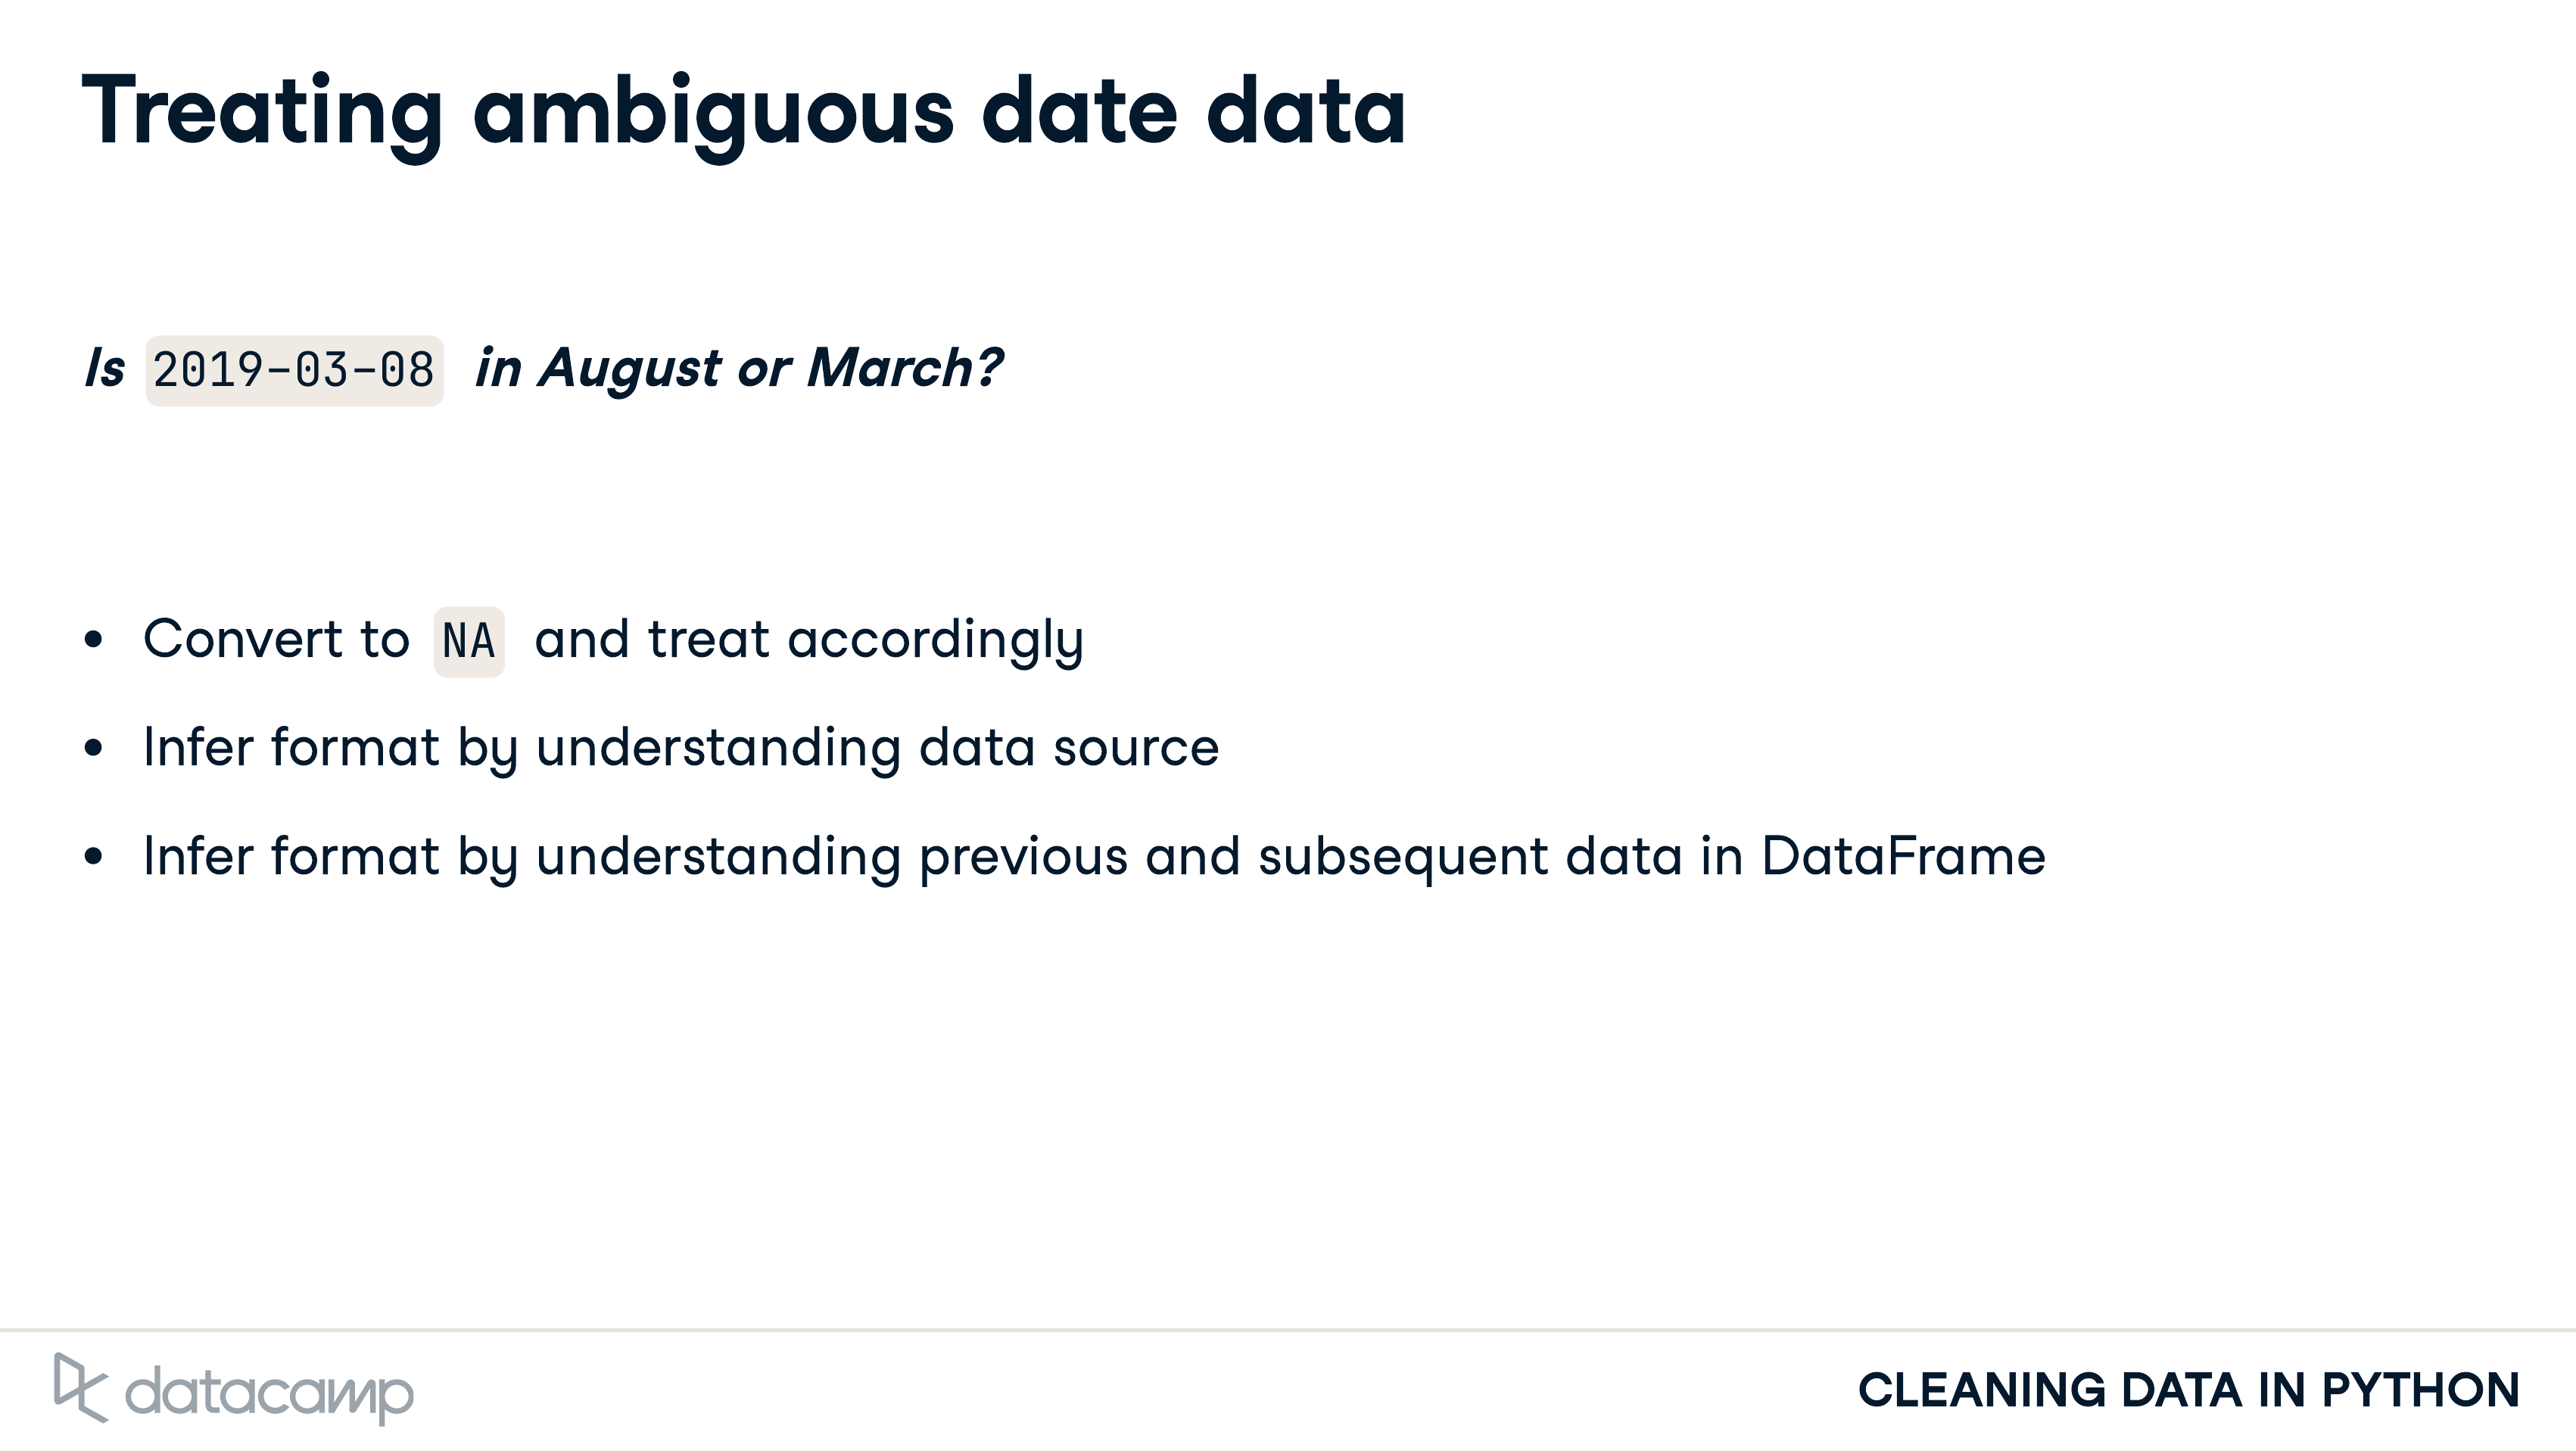 Treating ambiguous date data
Is 2019-03-08 in August or March?
• Convert to NA and treat accordingly
• Infer format by understanding data source
• Infer format by understanding previous and subsequent data in DataFrame
datacamp
CLEANING DATA IN PYTHON